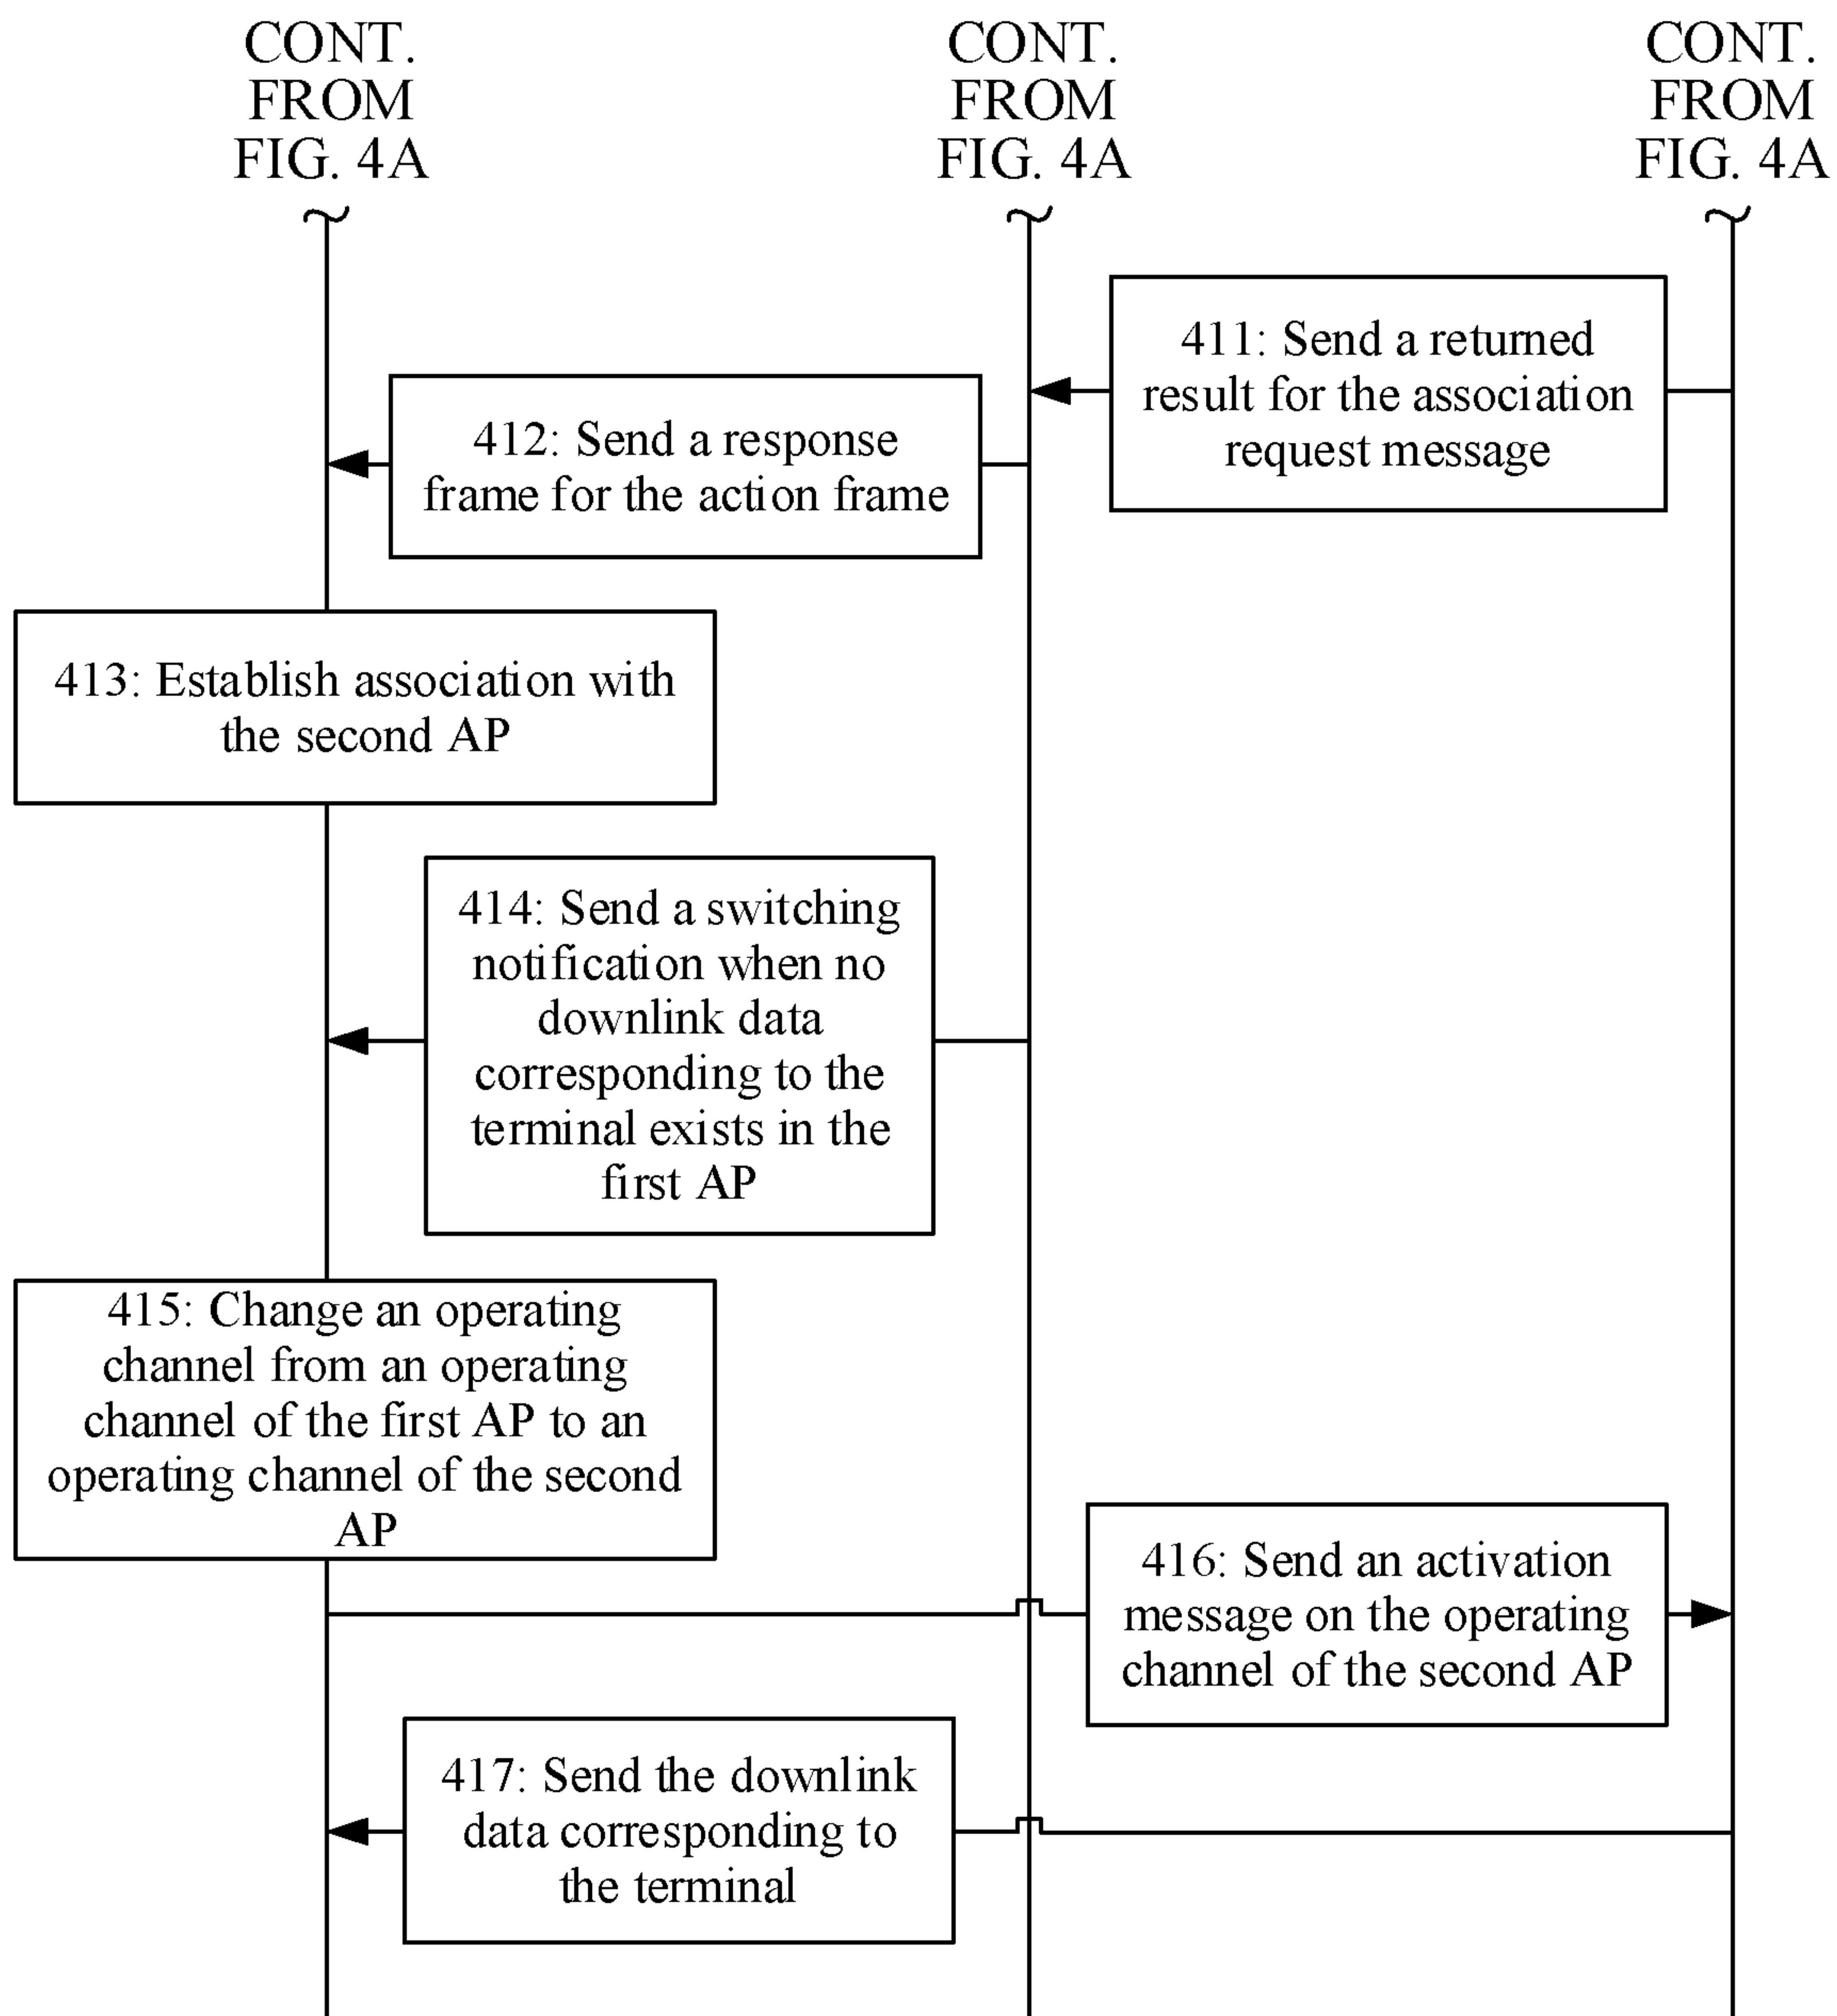 CONT.
FROM
FIG. 4A
CONT.
FROM
FIG. 4A
CONT.
FROM
FIG. 4A
411: Send a returned
result for the association
request message
412: Send a response
frame for the action frame
413: Establish association with
the second AP
414: Send a switching
notification when no
downlink data
corresponding to the
terminal exists in the
first AP
415: Change an operating
channel from an operating
channel of the first AP to an
operating channel of the second
AP
416: Send an activation
message on the operating
channel of the second AP
417: Send the downlink
data corresponding to
the terminal